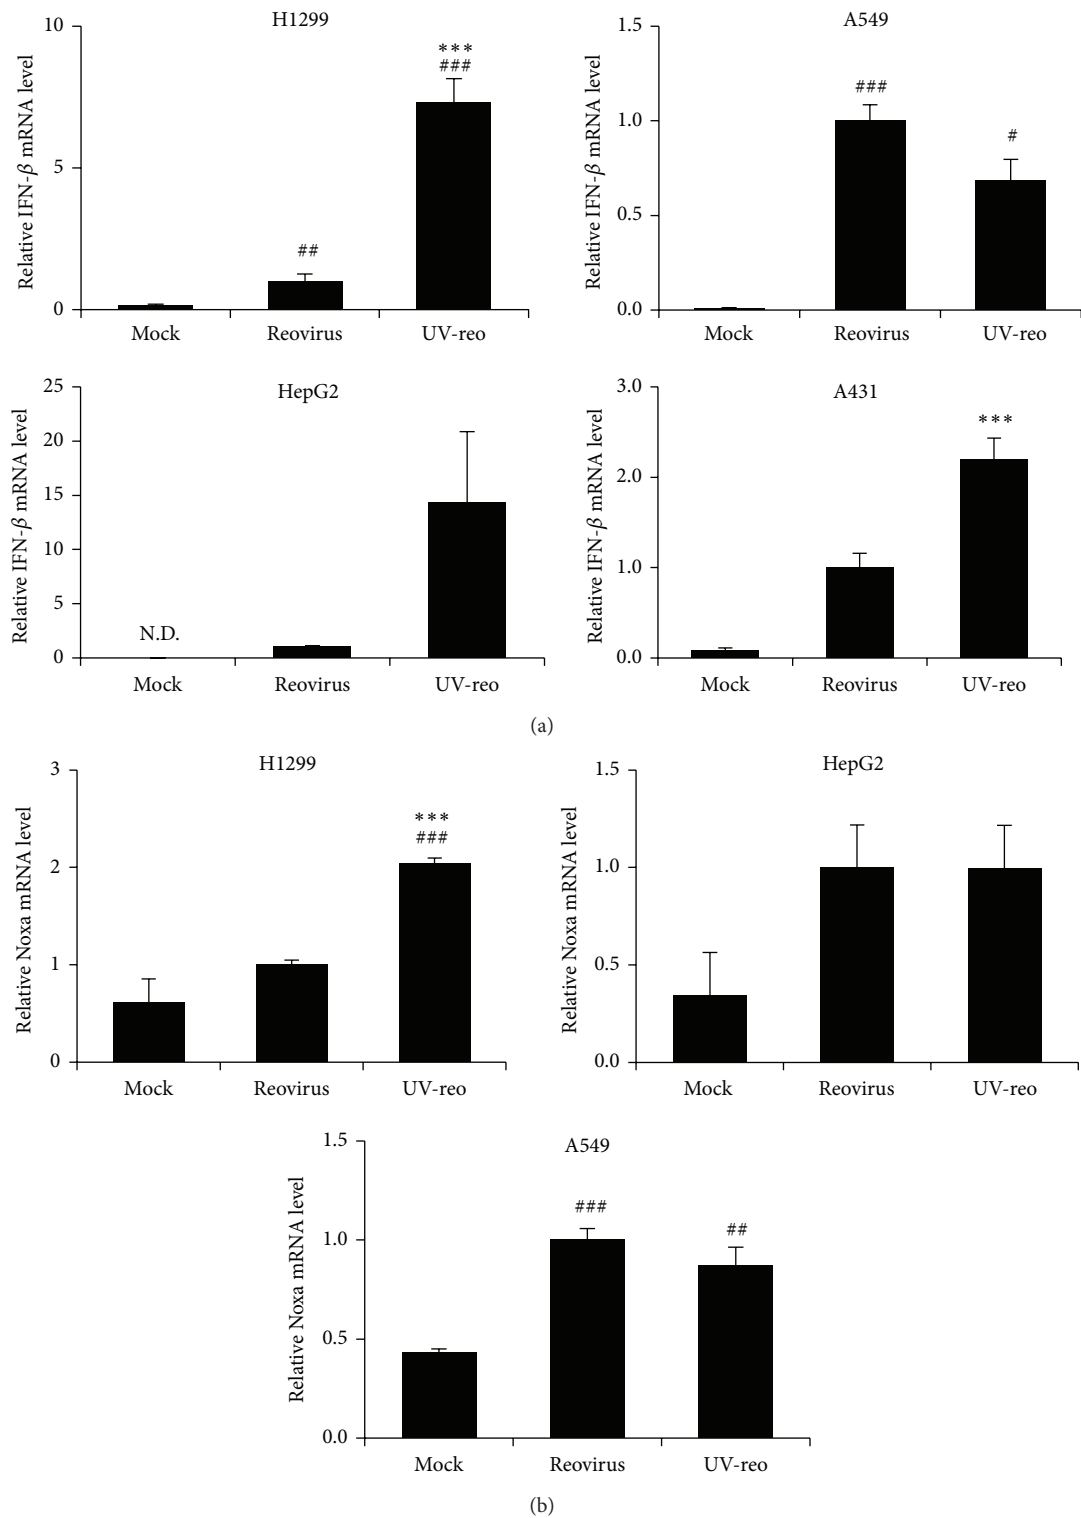 H1299
Relative IFN-β mRNA level
10
5
0
***
###
##
Mock Reovirus UV-reo
A549
Relative IFN-β mRNA level
1.5
1.0
0.5
0.0
###
#
Mock Reovirus UV-reo
HepG2
Relative IFN-β mRNA level
25
20
15
10
5
0
N.D.
Mock Reovirus UV-reo
A431
Relative IFN-β mRNA level
3.0
2.0
1.0
0.0
***
Mock Reovirus UV-reo
(a)
H1299
Relative Noxa mRNA level
3
2
1
0
***
###
Mock Reovirus UV-reo
HepG2
Relative Noxa mRNA level
1.5
1.0
0.5
0.0
Mock Reovirus UV-reo
A549
Relative Noxa mRNA level
1.5
1.0
0.5
0.0
###
##
Mock Reovirus UV-reo
(b)